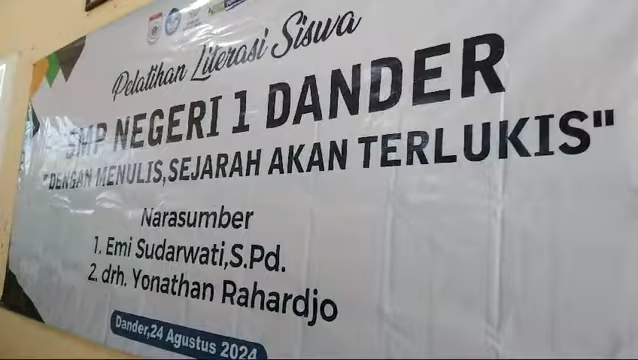 Pelatihan Literasi Siswa
SMP NEGERI 1 DANDER
"DENGAN MENULIS,SEJARAH AKAN TERLUKIS"
Narasumber
1. Emi Sudarwati,S.Pd.
2. drh. Yonathan Rahardjo
Dander,24 Agustus 2024